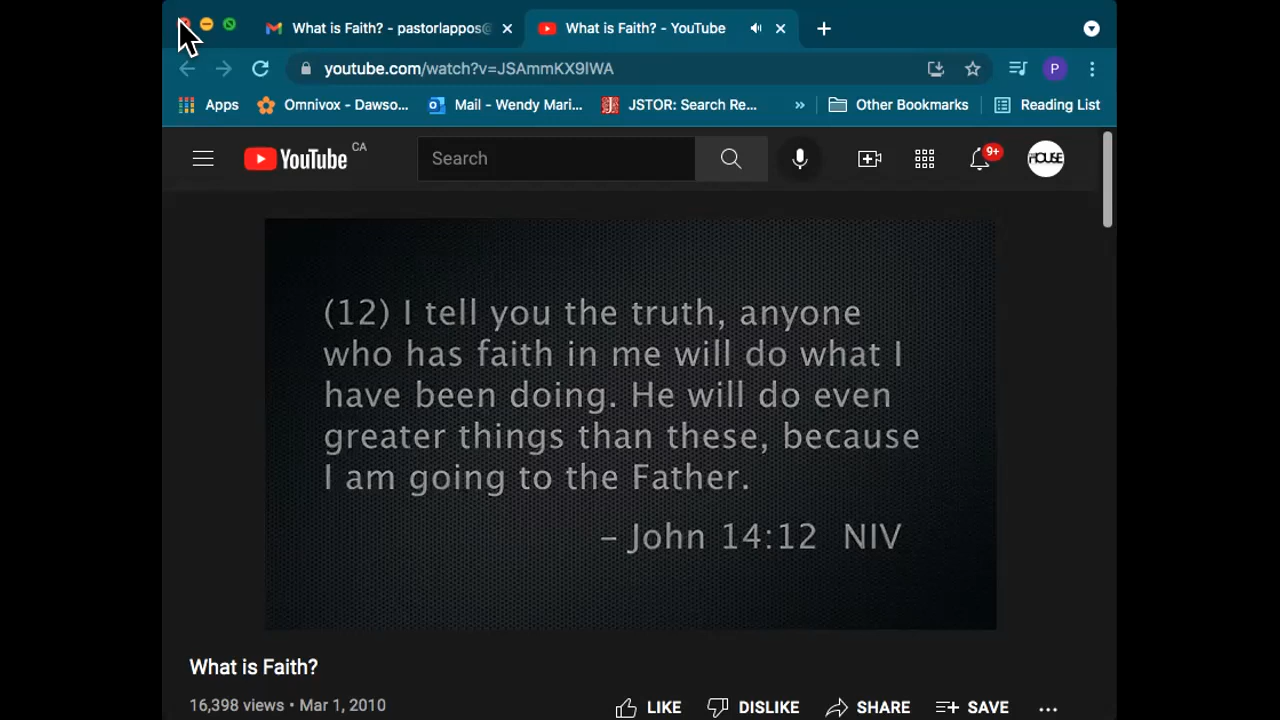 What is Faith? - pastorlappos@
What is Faith? - YouTube
youtube.com/watch?v=JSAmmKX9lWA
P
Apps
Omnivox - Dawso...
Mail - Wendy Mari...
JSTOR: Search Re...
»
Other Bookmarks
Reading List
YouTube CA
Search
9+
HOUSE
(12) I tell you the truth, anyone
who has faith in me will do what I
have been doing. He will do even
greater things than these, because
I am going to the Father.
– John 14:12 NIV
What is Faith?
16,398 views • Mar 1, 2010
LIKE
DISLIKE
SHARE
SAVE
...